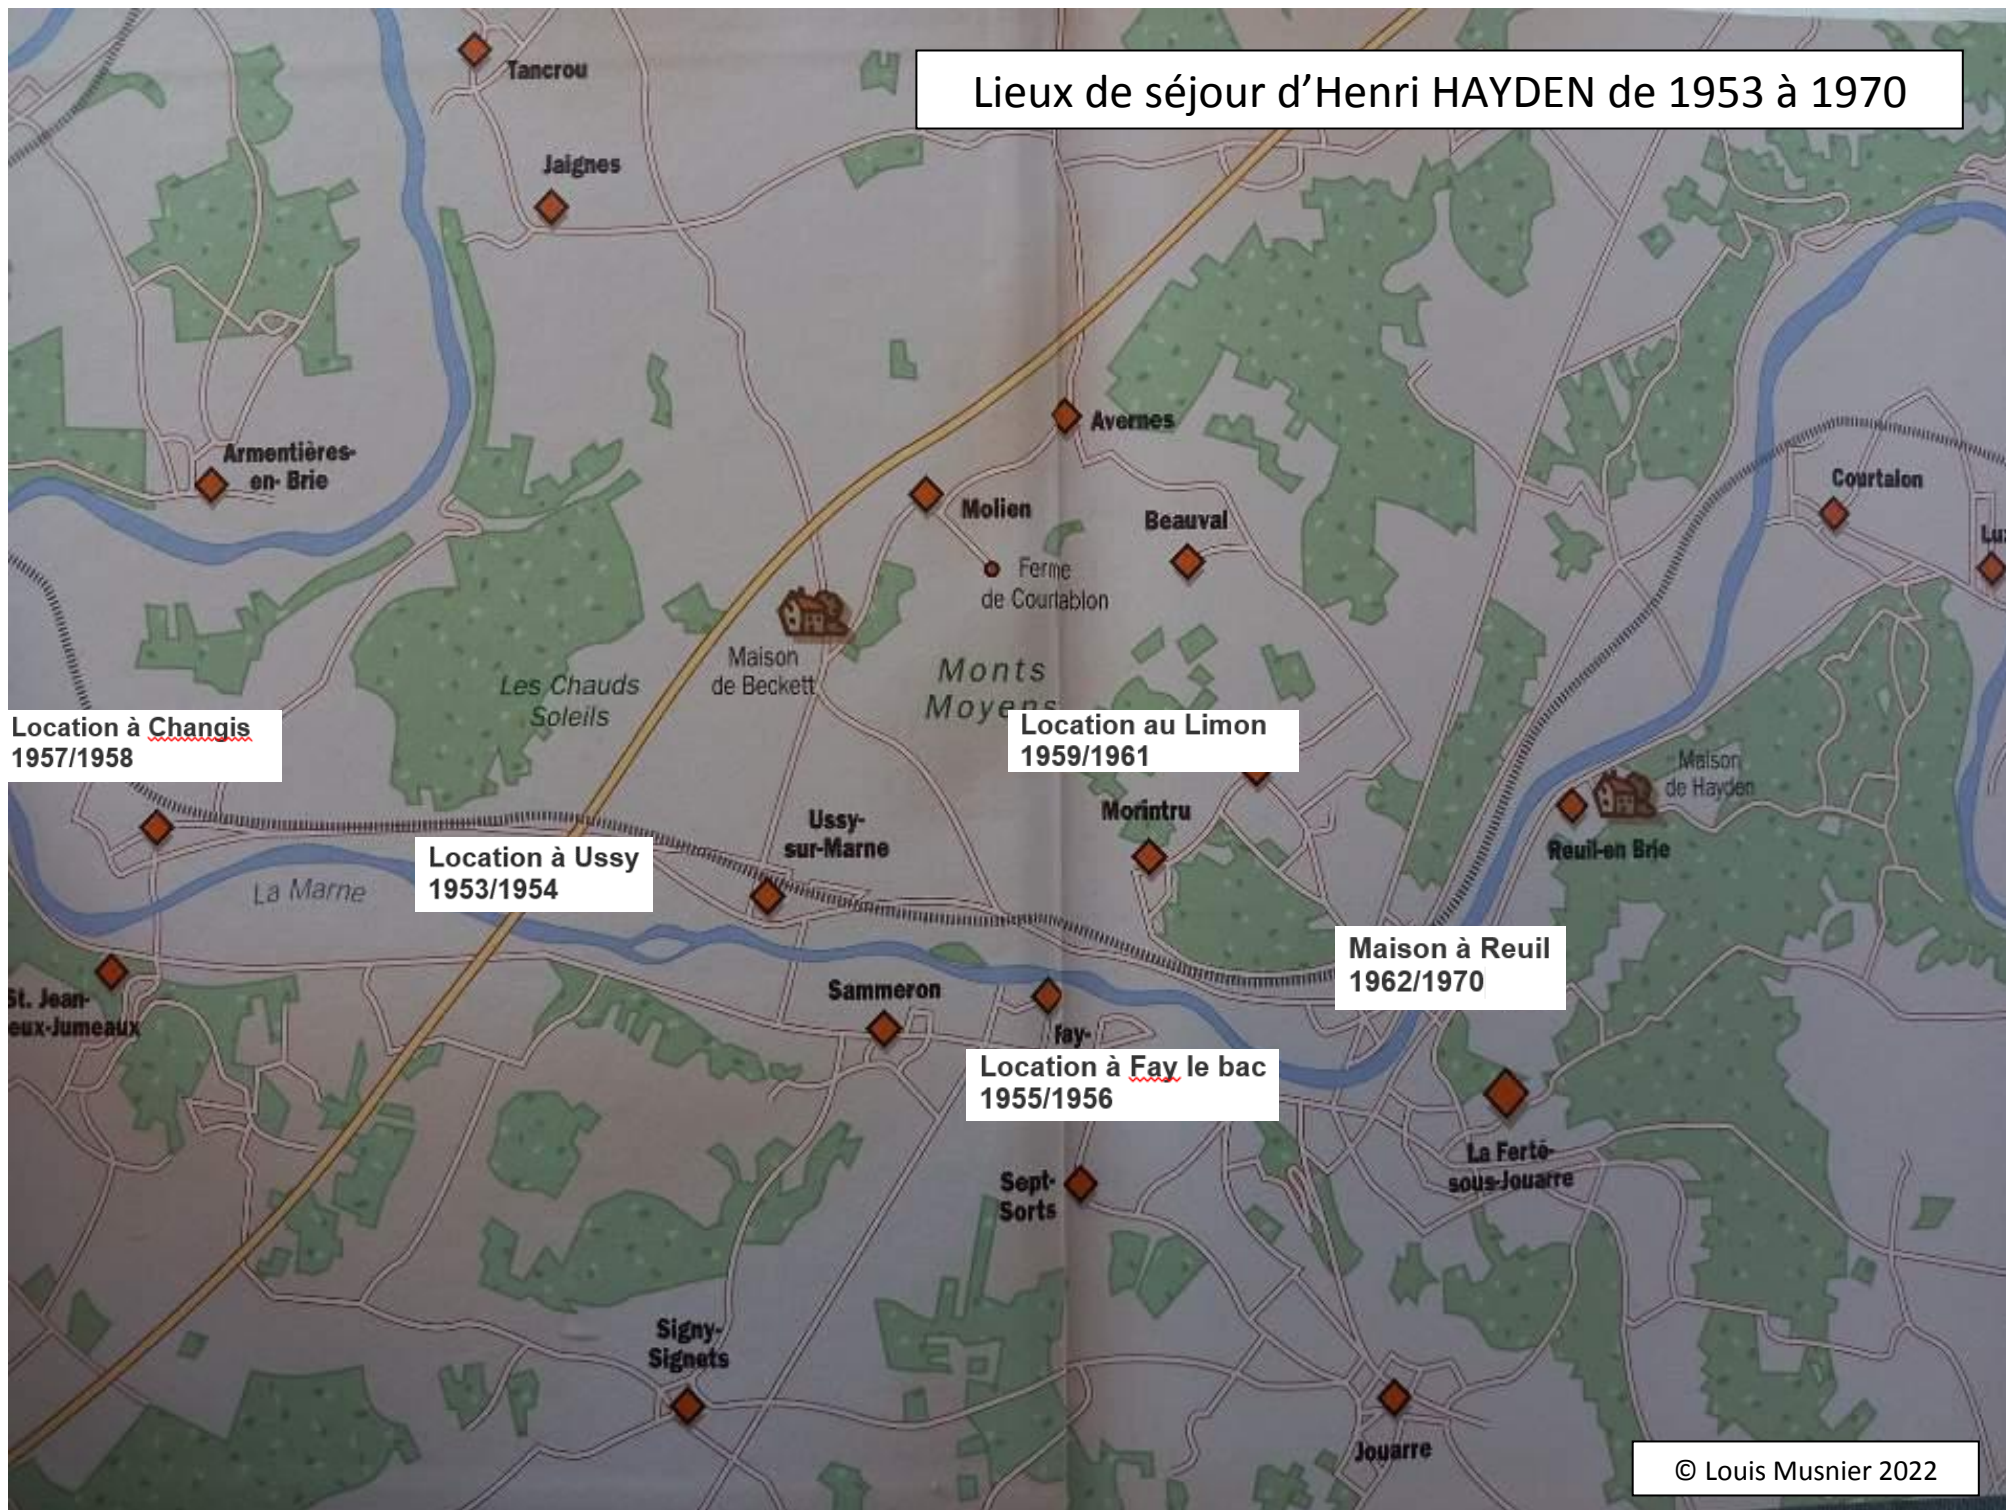 Lieux de séjour d'Henri HAYDEN de 1953 à 1970
Tancrou
Jaignes
Armentières-
en- Brie
Avernes
Molien
Beauval
Ferme
de Courtablon
Courtalon
Maison
de Beckett
Monts
Moyens
Les Chauds
Soleils
Location à Changis
1957/1958
Location au Limon
1959/1961
Maison
de Hayden
Morintru
Ussy-
sur-Marne
Reuil-en Brie
Location à Ussy
1953/1954
La Marne
Maison à Reuil
1962/1970
St. Jean-
eux-Jumeaux
Sammeron
Fay-
Location à Fay le bac
1955/1956
La Ferté-
sous-Jouarre
Sept-
Sorts
Signy-
Signets
Jouarre
© Louis Musnier 2022